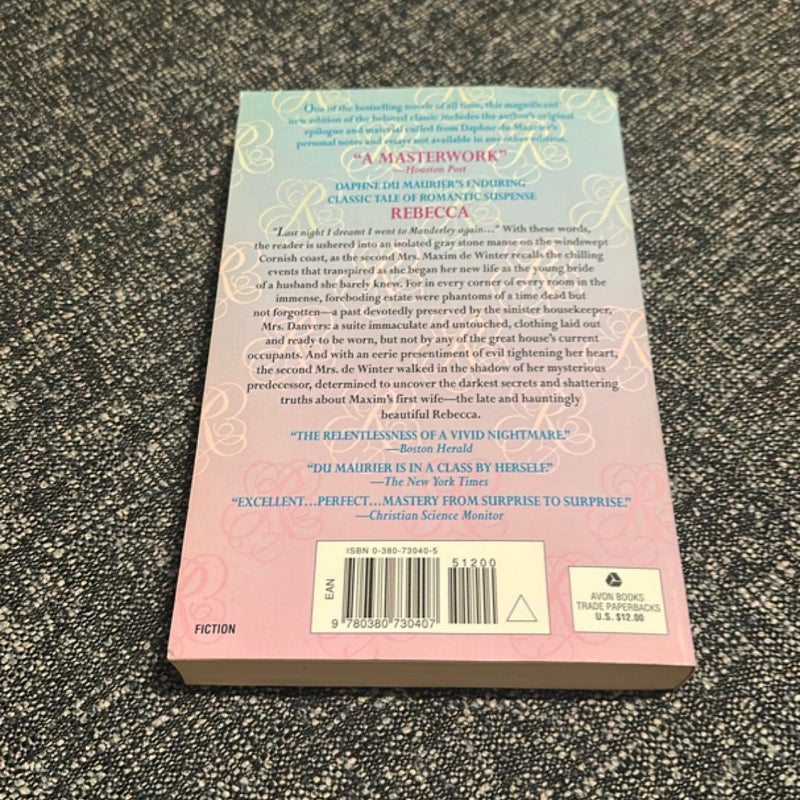 One of the bestselling novels of all time, this magnificent
new edition of the beloved classic includes the author's original
epilogue and material culled from Daphne du Maurier's
personal notes and essays not available in any other edition.
"A MASTERWORK"
—Houston Post
DAPHNE DU MAURIER'S ENDURING
CLASSIC TALE OF ROMANTIC SUSPENSE
REBECCA
"Last night I dreamt I went to Manderley again..." With these words,
the reader is ushered into an isolated gray stone manse on the windswept
Cornish coast, as the second Mrs. Maxim de Winter recalls the chilling
events that transpired as she began her new life as the young bride
of a husband she barely knew. For in every corner of every room in the
immense, foreboding estate were phantoms of a time dead but
not forgotten—a past devotedly preserved by the sinister housekeeper,
Mrs. Danvers: a suite immaculate and untouched, clothing laid out
and ready to be worn, but not by any of the great house's current
occupants. And with an eerie presentiment of evil tightening her heart,
the second Mrs. de Winter walked in the shadow of her mysterious
predecessor, determined to uncover the darkest secrets and shattering
truths about Maxim's first wife—the late and hauntingly
beautiful Rebecca.
"THE RELENTLESSNESS OF A VIVID NIGHTMARE."
—Boston Herald
"DU MAURIER IS IN A CLASS BY HERSELF."
—The New York Times
"EXCELLENT...PERFECT...MASTERY FROM SURPRISE TO SURPRISE."
—Christian Science Monitor
ISBN 0-380-73040-5
51200
EAN
9 780380 730407
AVON BOOKS
TRADE PAPERBACKS
U.S. $12.00
FICTION